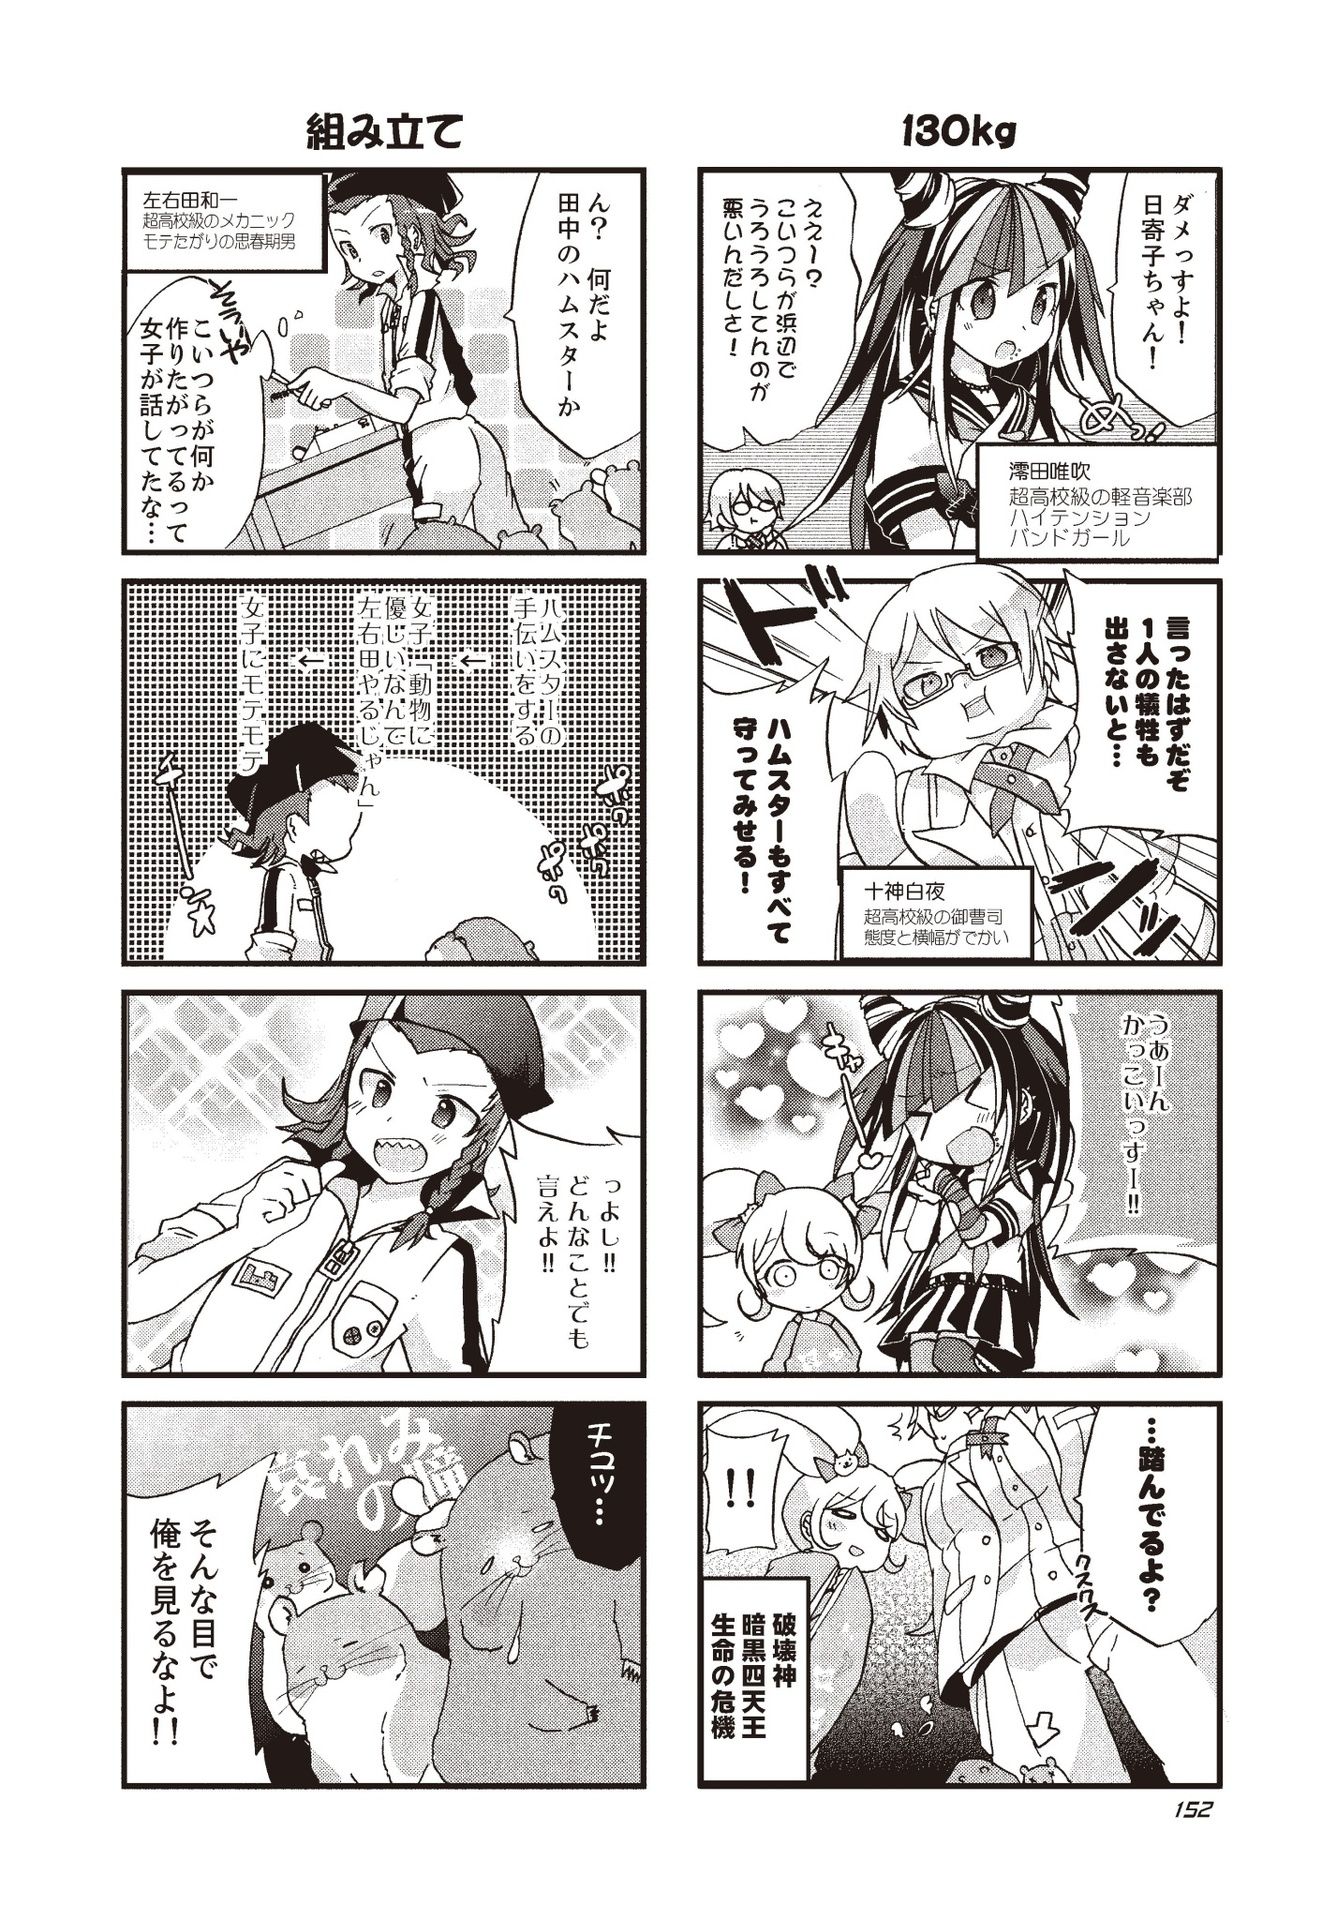 130kg
ダメっすよ！
日寄子ちゃん！
めっ
ええー？
こいつらが浜辺で
うろうろしてんのが
悪いんだしさ！
澪田唯吹
超高校級の軽音楽部
ハイテンション
バンドガール
言ったはずだぞ
1人の犠牲も
出さないと…
ドン
ハムスターもすべて
守ってみせる！
十神白夜
超高校級の御曹司
態度と横幅がでかい
うあーん
かっこいいっすー!!
キャー
…踏んでるよ？
クスクス
!!
破壊神
暗黒四天王
生命の危機
組み立て
ん？ 何だよ
田中のハムスターか
左右田和一
超高校級のメカニック
モテたがりの思春期男
そういや
こいつらが何か
作りたがってるって
女子が話してたな…
ハムスターの
手伝いをする
←
女子「動物に
優しいなんて
左右田やるじゃん」
←
女子にモテモテ
っよし!!
どんなことでも
言えよ!!
チュッ…
哀れみ
の瞳
そんな目で
俺を見るなよ!!
152